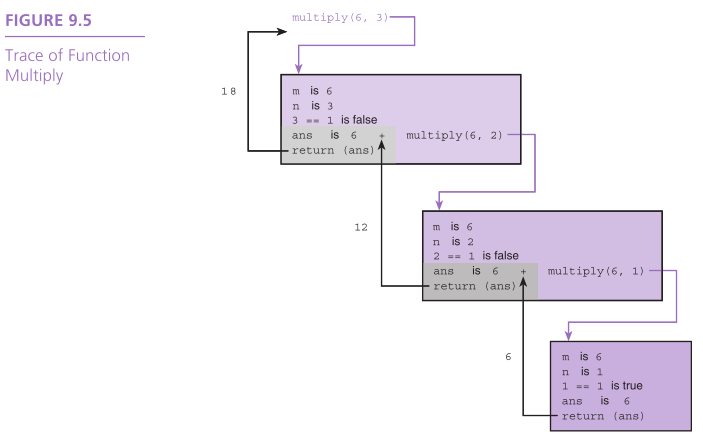 FIGURE 9.5
Trace of Function
Multiply
multiply(6, 3)
18
m is 6
n is 3
3 == 1 is false
ans is 6 + multiply(6, 2)
return (ans)
12
m is 6
n is 2
2 == 1 is false
ans is 6 + multiply(6, 1)
return (ans)
6
m is 6
n is 1
1 == 1 is true
ans is 6
return (ans)